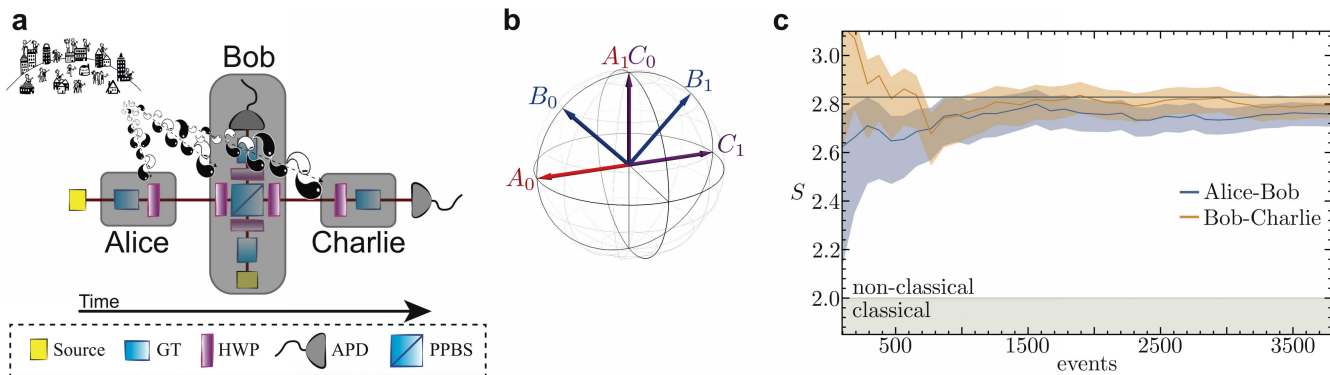 a
Bob
Alice
Charlie
Time
Source
GT
HWP
APD
PPBS
b
A₁C₀
B₀
B₁
C₁
A₀
c
3.0
2.8
2.6
S
2.4
2.2
2.0
Alice-Bob
Bob-Charlie
non-classical
classical
500
1500
2500
3500
events